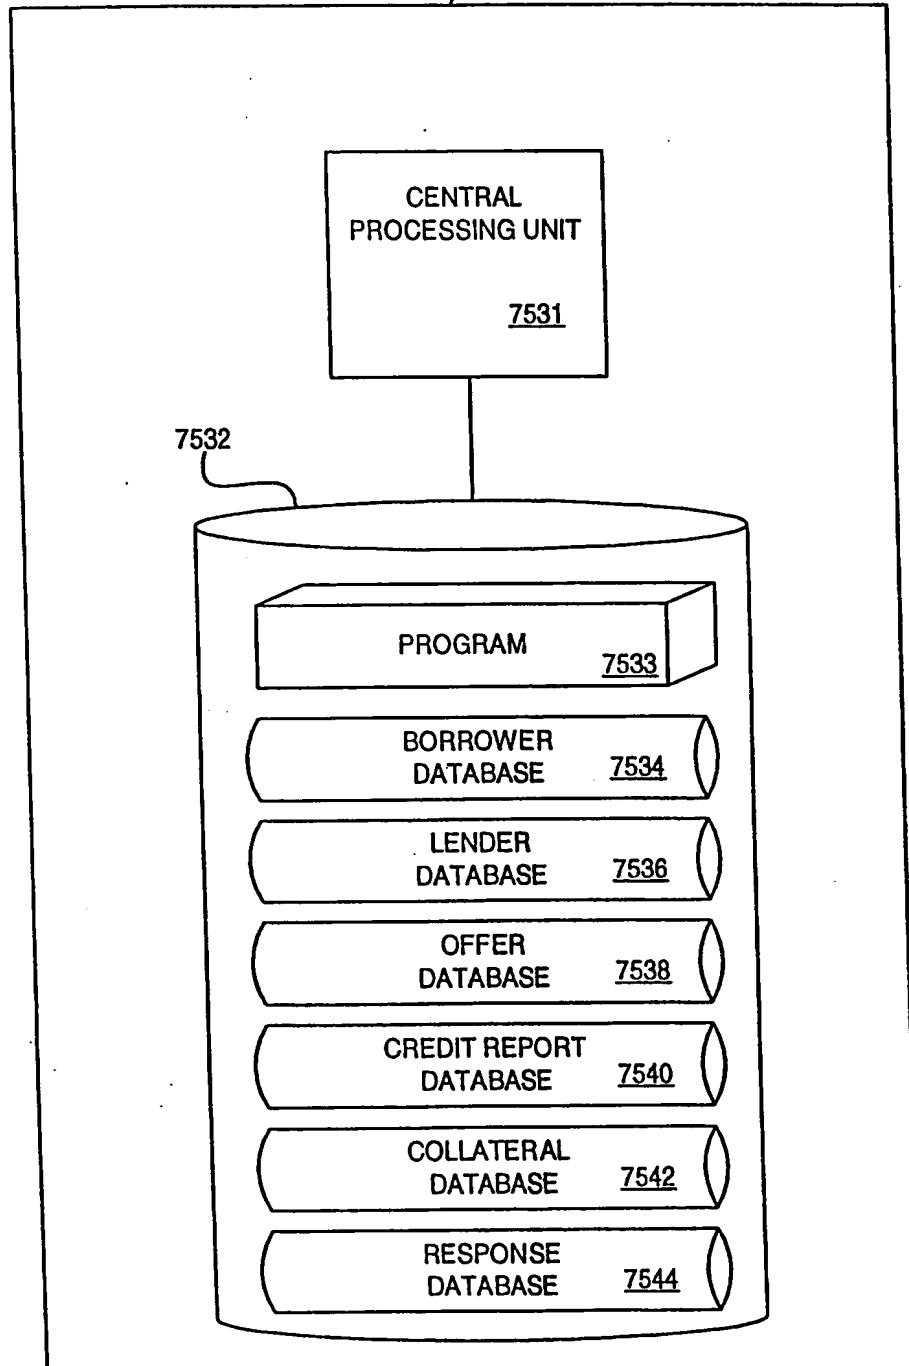 CENTRAL
PROCESSING UNIT
7531
7532
PROGRAM
7533
BORROWER
DATABASE 7534
LENDER
DATABASE 7536
OFFER
DATABASE 7538
CREDIT REPORT
DATABASE 7540
COLLATERAL
DATABASE 7542
RESPONSE
DATABASE 7544